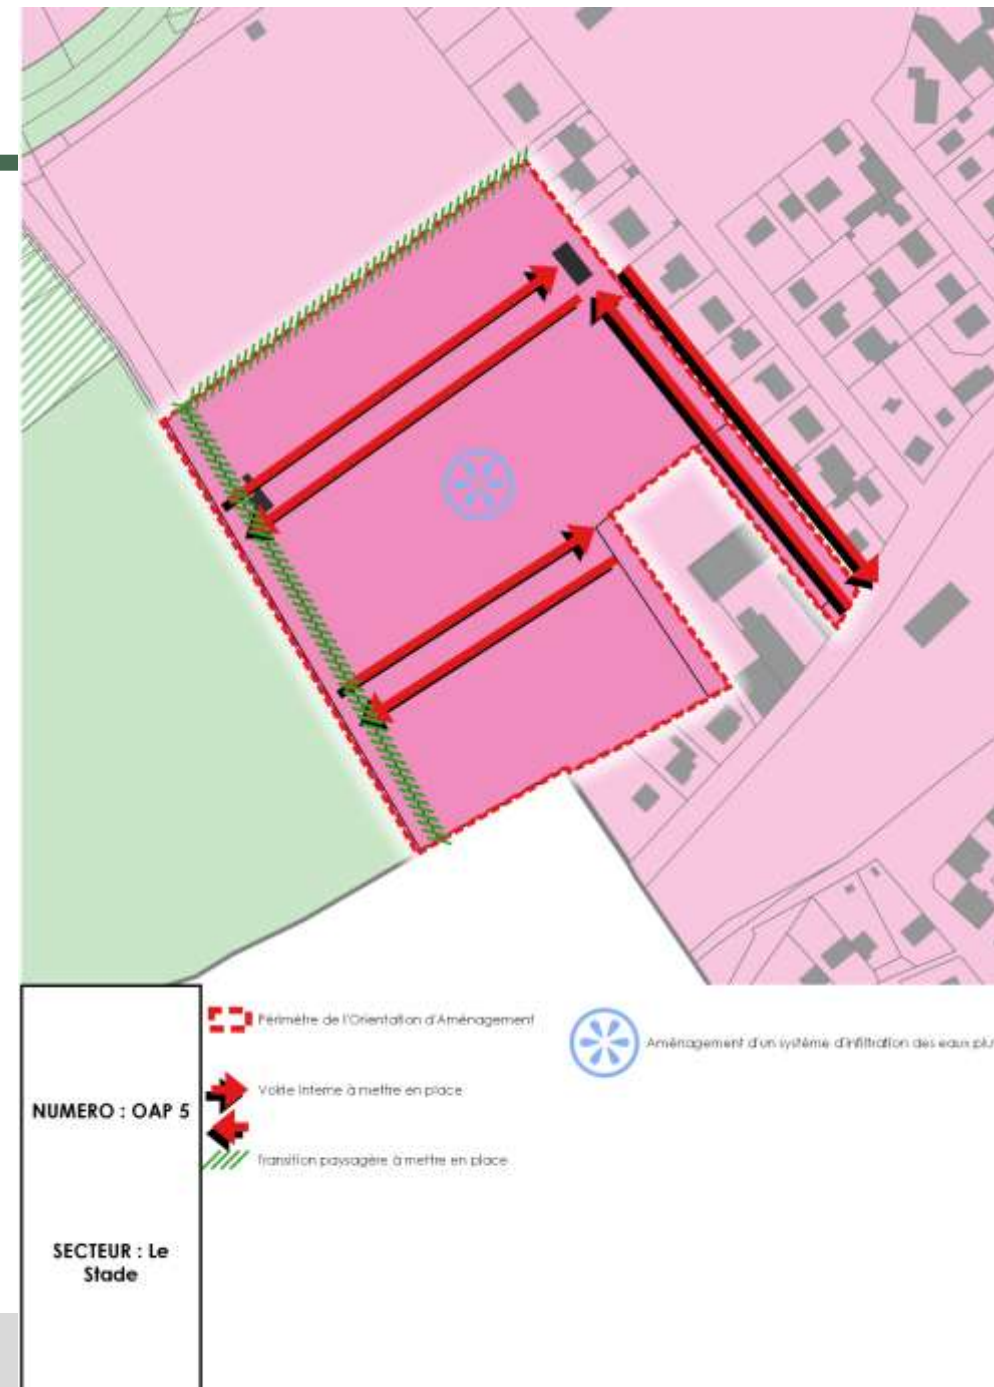 Périmètre de l'Orientation d'Aménagement
Aménagement d'un système d'infiltration des eaux plu
NUMERO : OAP 5
Voirie interne à mettre en place
Transition paysagère à mettre en place
SECTEUR : Le
Stade